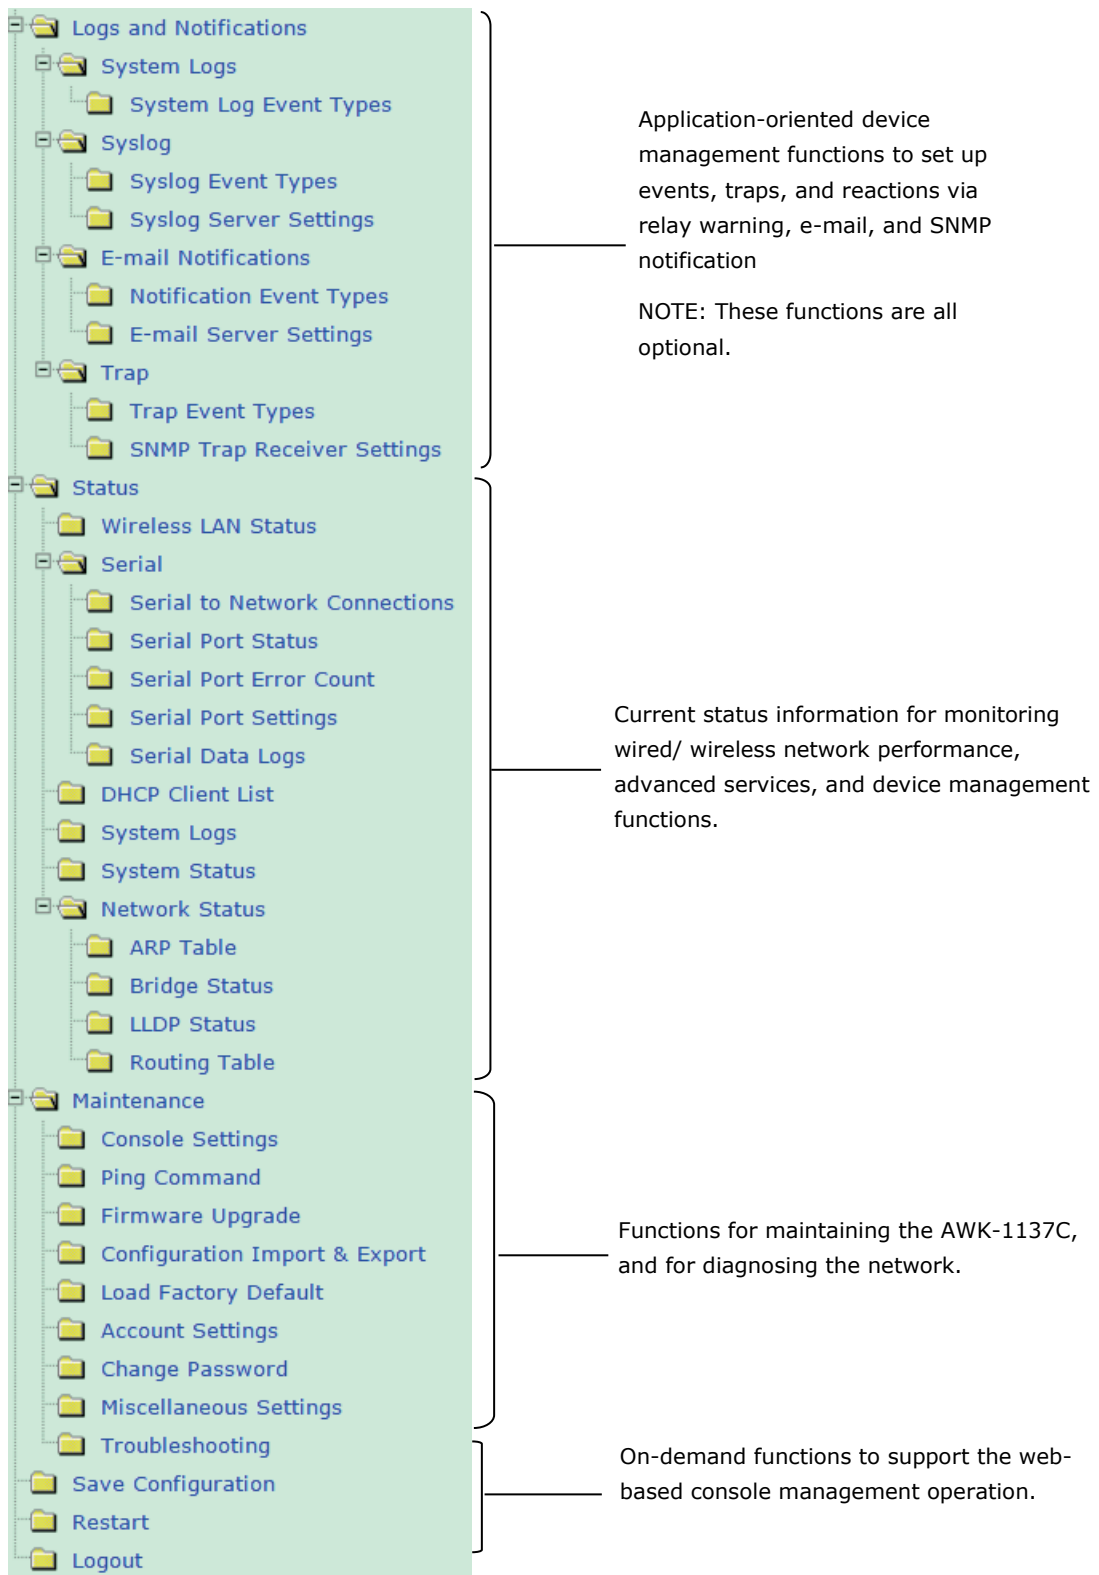 Logs and Notifications
System Logs
System Log Event Types
Syslog
Syslog Event Types
Syslog Server Settings
E-mail Notifications
Notification Event Types
E-mail Server Settings
Trap
Trap Event Types
SNMP Trap Receiver Settings
Application-oriented device
management functions to set up
events, traps, and reactions via
relay warning, e-mail, and SNMP
notification
NOTE: These functions are all
optional.
Status
Wireless LAN Status
Serial
Serial to Network Connections
Serial Port Status
Serial Port Error Count
Serial Port Settings
Serial Data Logs
DHCP Client List
System Logs
System Status
Network Status
ARP Table
Bridge Status
LLDP Status
Routing Table
Current status information for monitoring
wired/ wireless network performance,
advanced services, and device management
functions.
Maintenance
Console Settings
Ping Command
Firmware Upgrade
Configuration Import & Export
Load Factory Default
Account Settings
Change Password
Miscellaneous Settings
Troubleshooting
Functions for maintaining the AWK-1137C,
and for diagnosing the network.
Save Configuration
Restart
Logout
On-demand functions to support the web-
based console management operation.